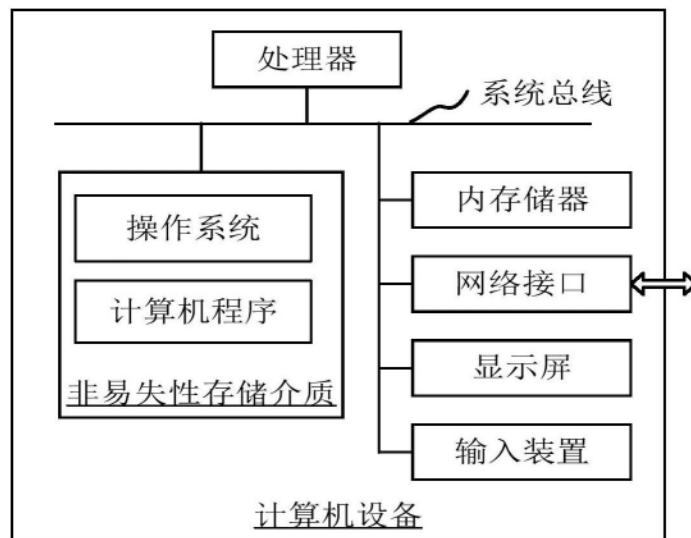 处理器
系统总线
操作系统
计算机程序
非易失性存储介质
内存储器
网络接口
显示屏
输入装置
计算机设备